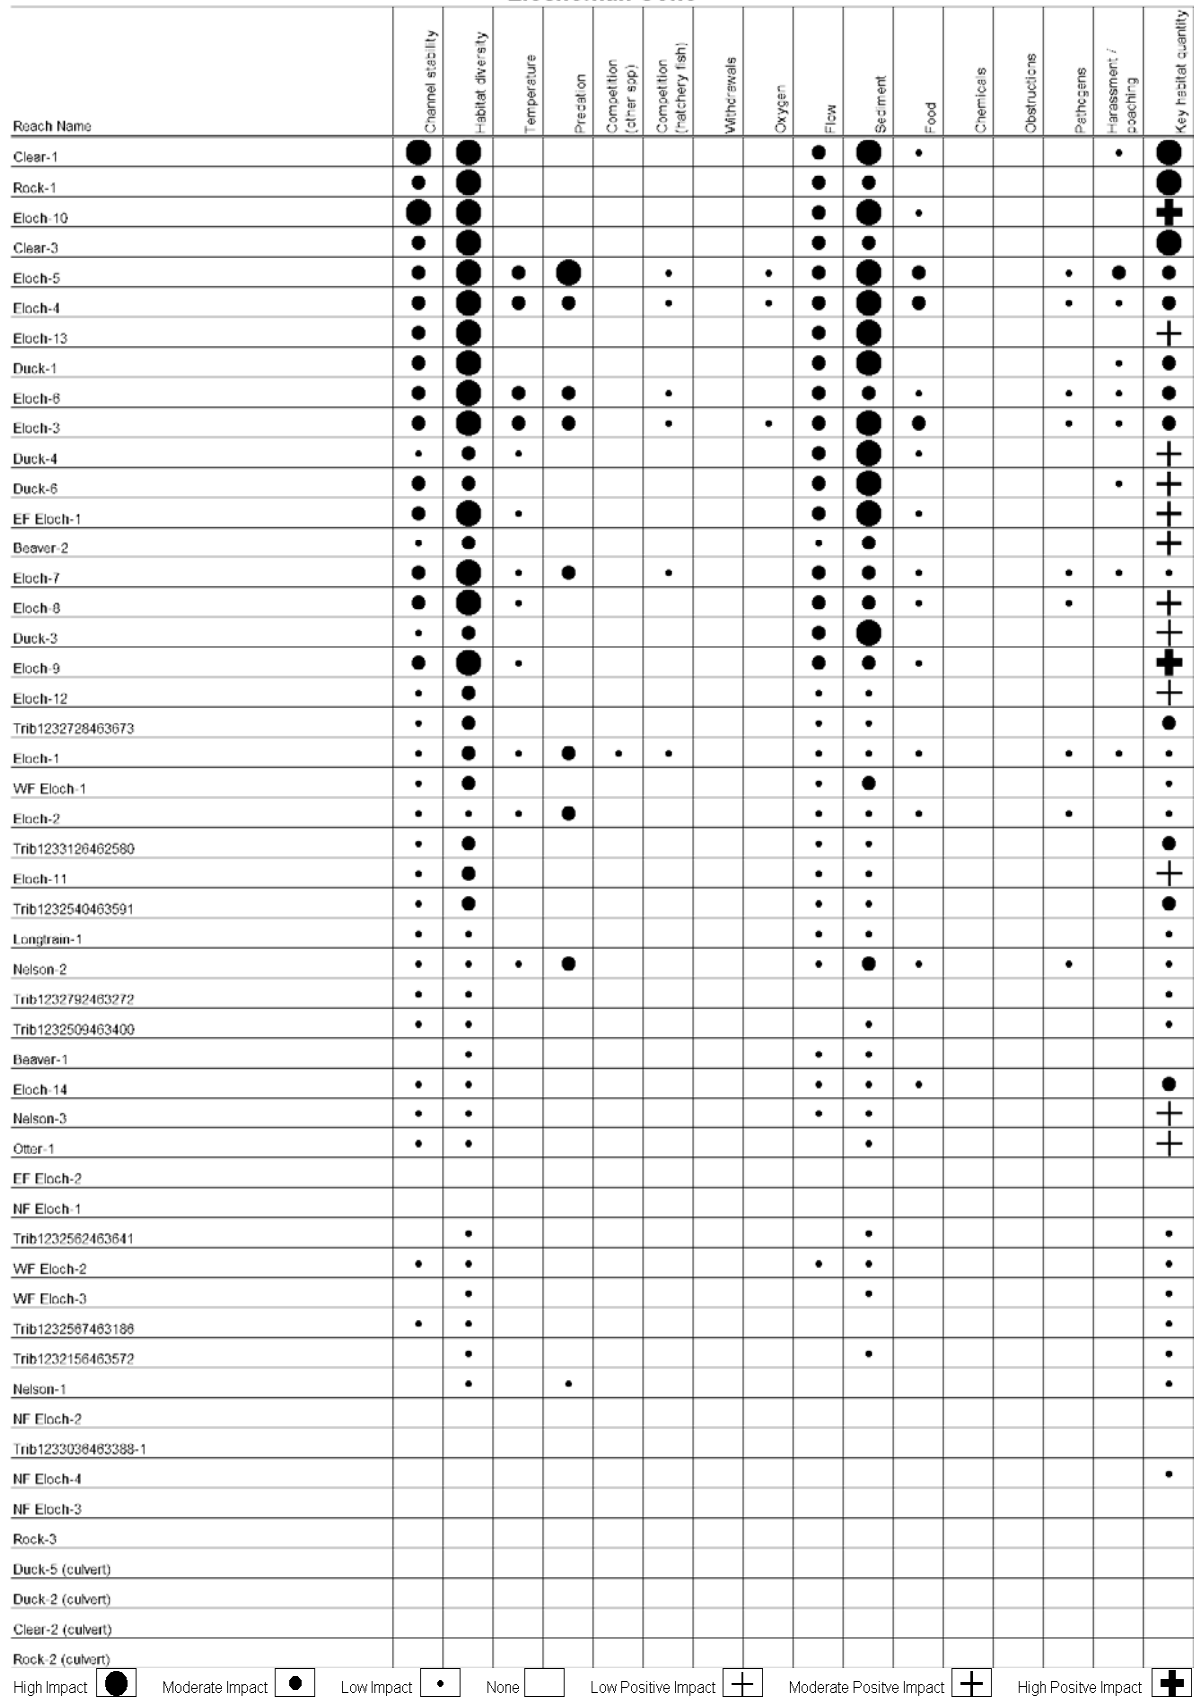 Reach Name
Channel stability
Habitat diversity
Temperature
Predation
Competition
(other spp)
Competition
(hatchery fish)
Withdrawals
Oxygen
Flow
Sediment
Food
Chemicals
Obstructions
Pathogens
Harassment /
poaching
Key habitat quantity
Clear-1
Rock-1
Eloch-10
Clear-3
Eloch-5
Eloch-4
Eloch-13
Duck-1
Eloch-6
Eloch-3
Duck-4
Duck-6
EF Eloch-1
Beaver-2
Eloch-7
Eloch-8
Duck-3
Eloch-9
Eloch-12
Trib1232728463673
Eloch-1
WF Eloch-1
Eloch-2
Trib1233126462580
Eloch-11
Trib1232540463591
Longtrain-1
Nelson-2
Trib1232792463272
Trib1232509463400
Beaver-1
Eloch-14
Nelson-3
Otter-1
EF Eloch-2
NF Eloch-1
Trib1232562463641
WF Eloch-2
WF Eloch-3
Trib1232567463186
Trib1232156463572
Nelson-1
NF Eloch-2
Trib1233036463388-1
NF Eloch-4
NF Eloch-3
Rock-3
Duck-5 (culvert)
Duck-2 (culvert)
Clear-2 (culvert)
Rock-2 (culvert)
High Impact Moderate Impact Low Impact None Low Positive Impact Moderate Positve Impact High Positve Impact